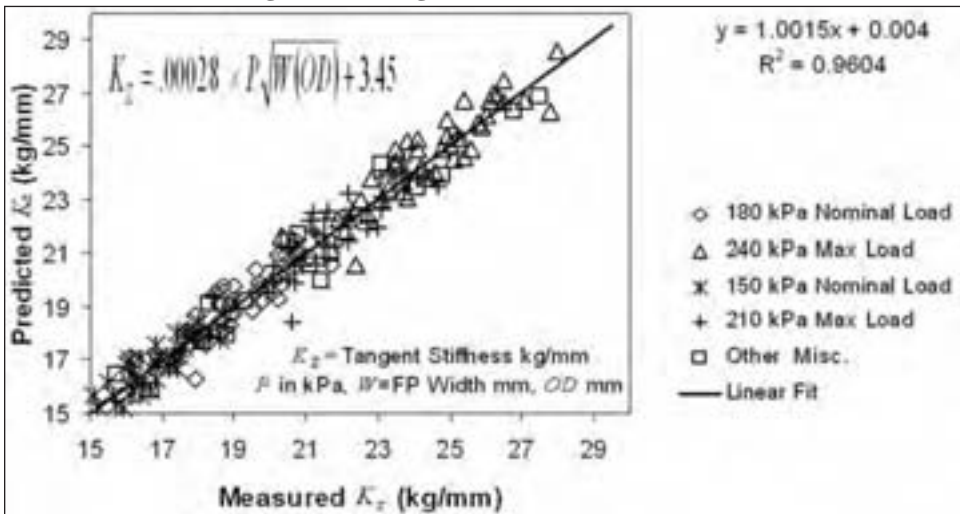 K_Z = .00028 × P√W(OD) + 3.45
y = 1.0015x + 0.004
R² = 0.9604
Predicted K_z (kg/mm)
29
27
25
23
21
19
17
15
15 17 19 21 23 25 27 29
Measured K_z (kg/mm)
K_Z = Tangent Stiffness kg/mm
P in kPa, W=FP Width mm, OD mm
180 kPa Nominal Load
240 kPa Max Load
150 kPa Nominal Load
210 kPa Max Load
Other Misc.
Linear Fit